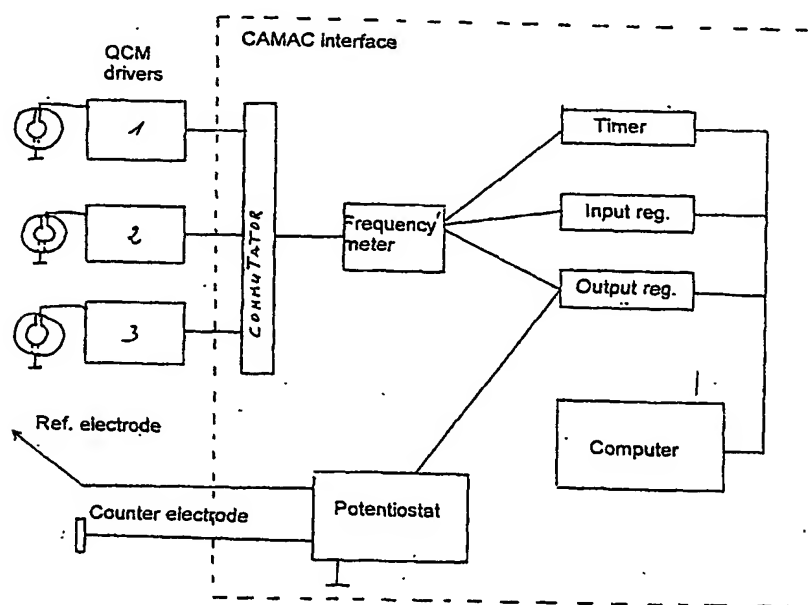 CAMAC interface
QCM
drivers
1
2
3
COMMUTATOR
Frequency
meter
Timer
Input reg.
Output reg.
Computer
Ref. electrode
Counter electrode
Potentiostat